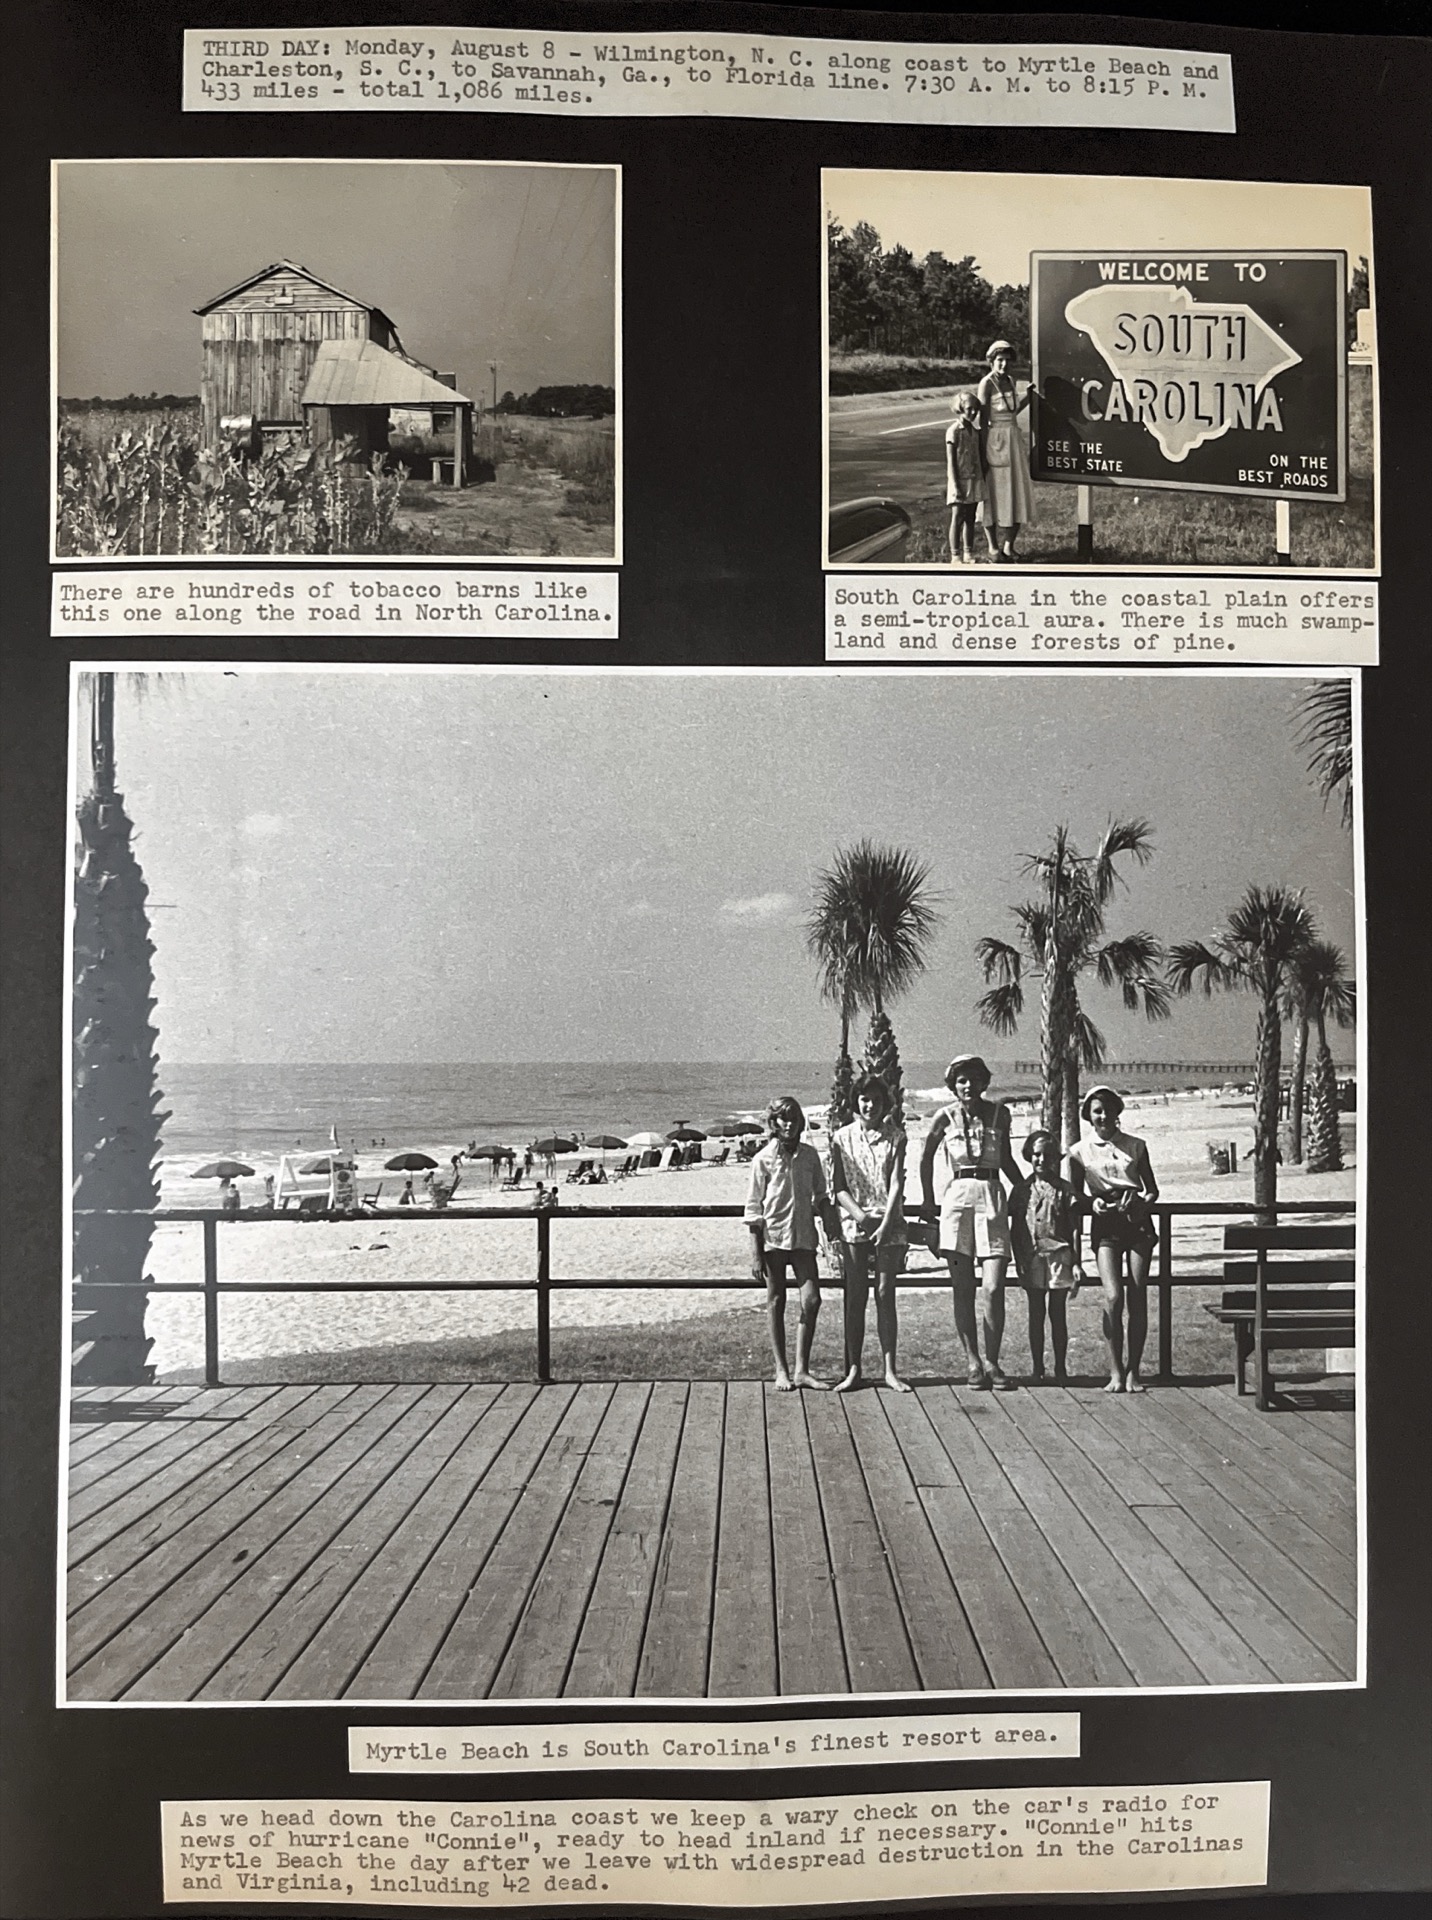 THIRD DAY: Monday, August 8 - Wilmington, N. C. along coast to Myrtle Beach and
Charleston, S. C., to Savannah, Ga., to Florida line. 7:30 A. M. to 8:15 P. M.
433 miles - total 1,086 miles.
WELCOME TO
SOUTH
CAROLINA
SEE THE
BEST STATE
ON THE
BEST ROADS
There are hundreds of tobacco barns like
this one along the road in North Carolina.
South Carolina in the coastal plain offers
a semi-tropical aura. There is much swamp-
land and dense forests of pine.
Myrtle Beach is South Carolina's finest resort area.
As we head down the Carolina coast we keep a wary check on the car's radio for
news of hurricane "Connie", ready to head inland if necessary. "Connie" hits
Myrtle Beach the day after we leave with widespread destruction in the Carolinas
and Virginia, including 42 dead.